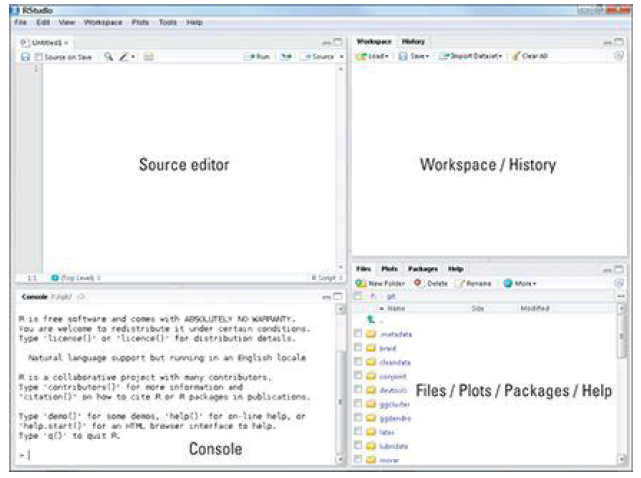 RStudio
File Edit View Workspace Plots Tools Help
Untitled1
Source on Save Run Source
1
Source editor
1:1 (Top Level) R Script
Console
R is free software and comes with ABSOLUTELY NO WARRANTY.
You are welcome to redistribute it under certain conditions.
Type 'license()' or 'licence()' for distribution details.
Natural language support but running in an English locale
R is a collaborative project with many contributors.
Type 'contributors()' for more information and
'citation()' on how to cite R or R packages in publications.
Type 'demo()' for some demos, 'help()' for on-line help, or
'help.start()' for an HTML browser interface to help.
Type 'q()' to quit R.
Console
>
Workspace History
Load Save Import Dataset Clear All
Workspace / History
Files Plots Packages Help
New Folder Delete Rename More
F: git
Name Size Modified
..
.metadata
braid
cleandata
conjoint
devtools
Files / Plots / Packages / Help
ggcluster
ggdendro
latex
lubridate